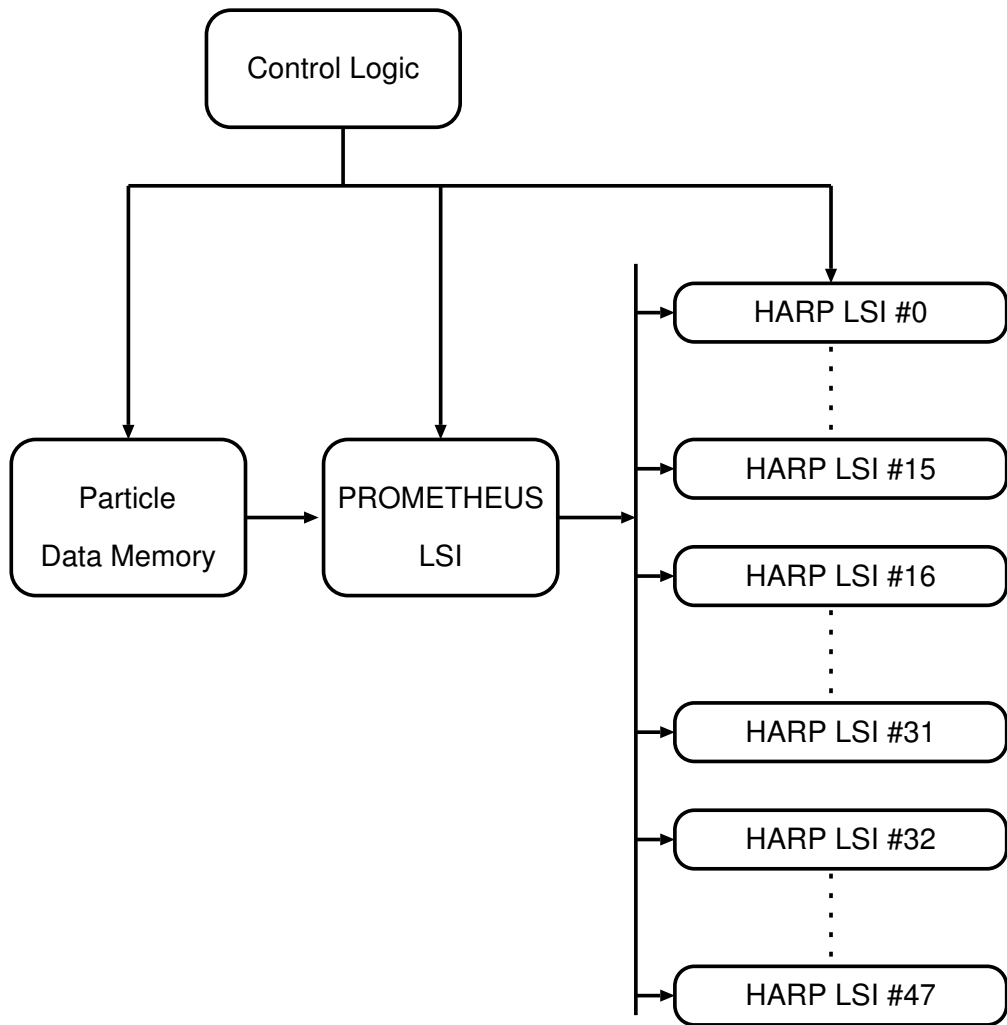 Control Logic
HARP LSI #0
HARP LSI #15
Particle
Data Memory
PROMETHEUS
LSI
HARP LSI #16
HARP LSI #31
HARP LSI #32
HARP LSI #47